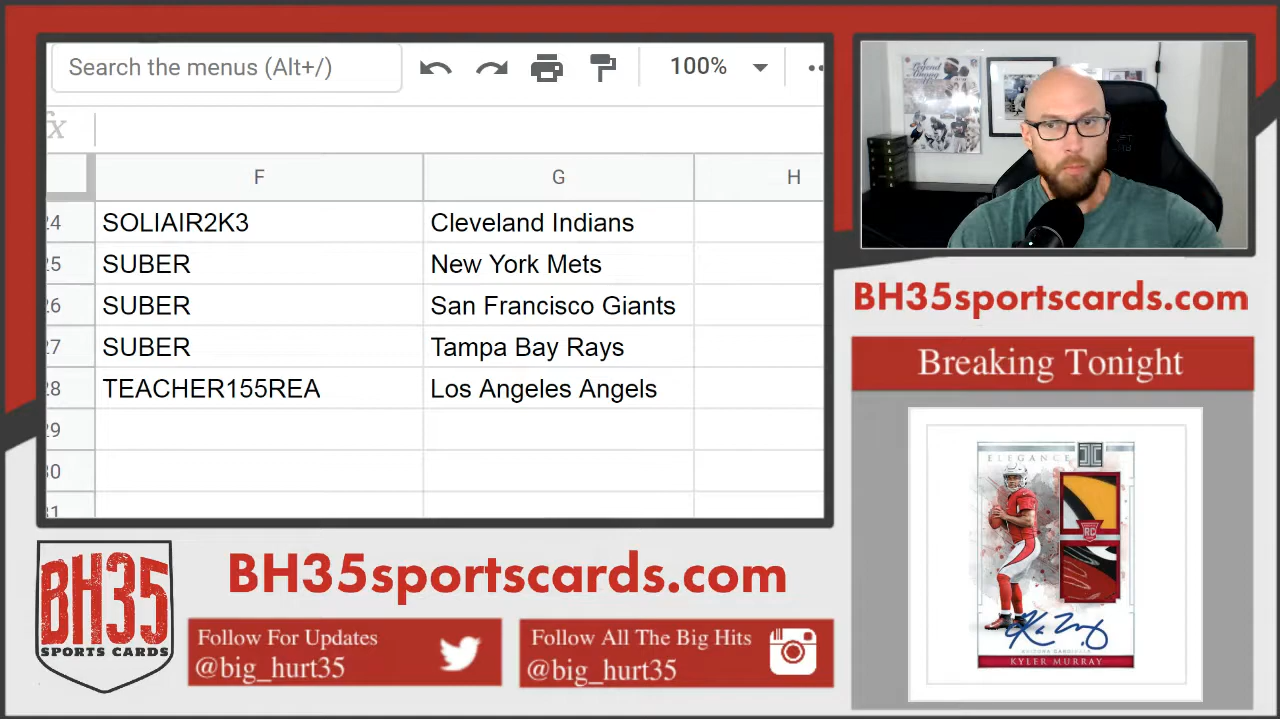 Search the menus (Alt+/)
100%
fx
F G H
24 SOLIAIR2K3 Cleveland Indians
25 SUBER New York Mets
26 SUBER San Francisco Giants
27 SUBER Tampa Bay Rays
28 TEACHER155REA Los Angeles Angels
29
30
31
BH35sportscards.com
Breaking Tonight
ELEGANCE
RC
KYLER MURRAY
BH35
SPORTS CARDS
BH35sportscards.com
Follow For Updates
@big_hurt35
Follow All The Big Hits
@big_hurt35